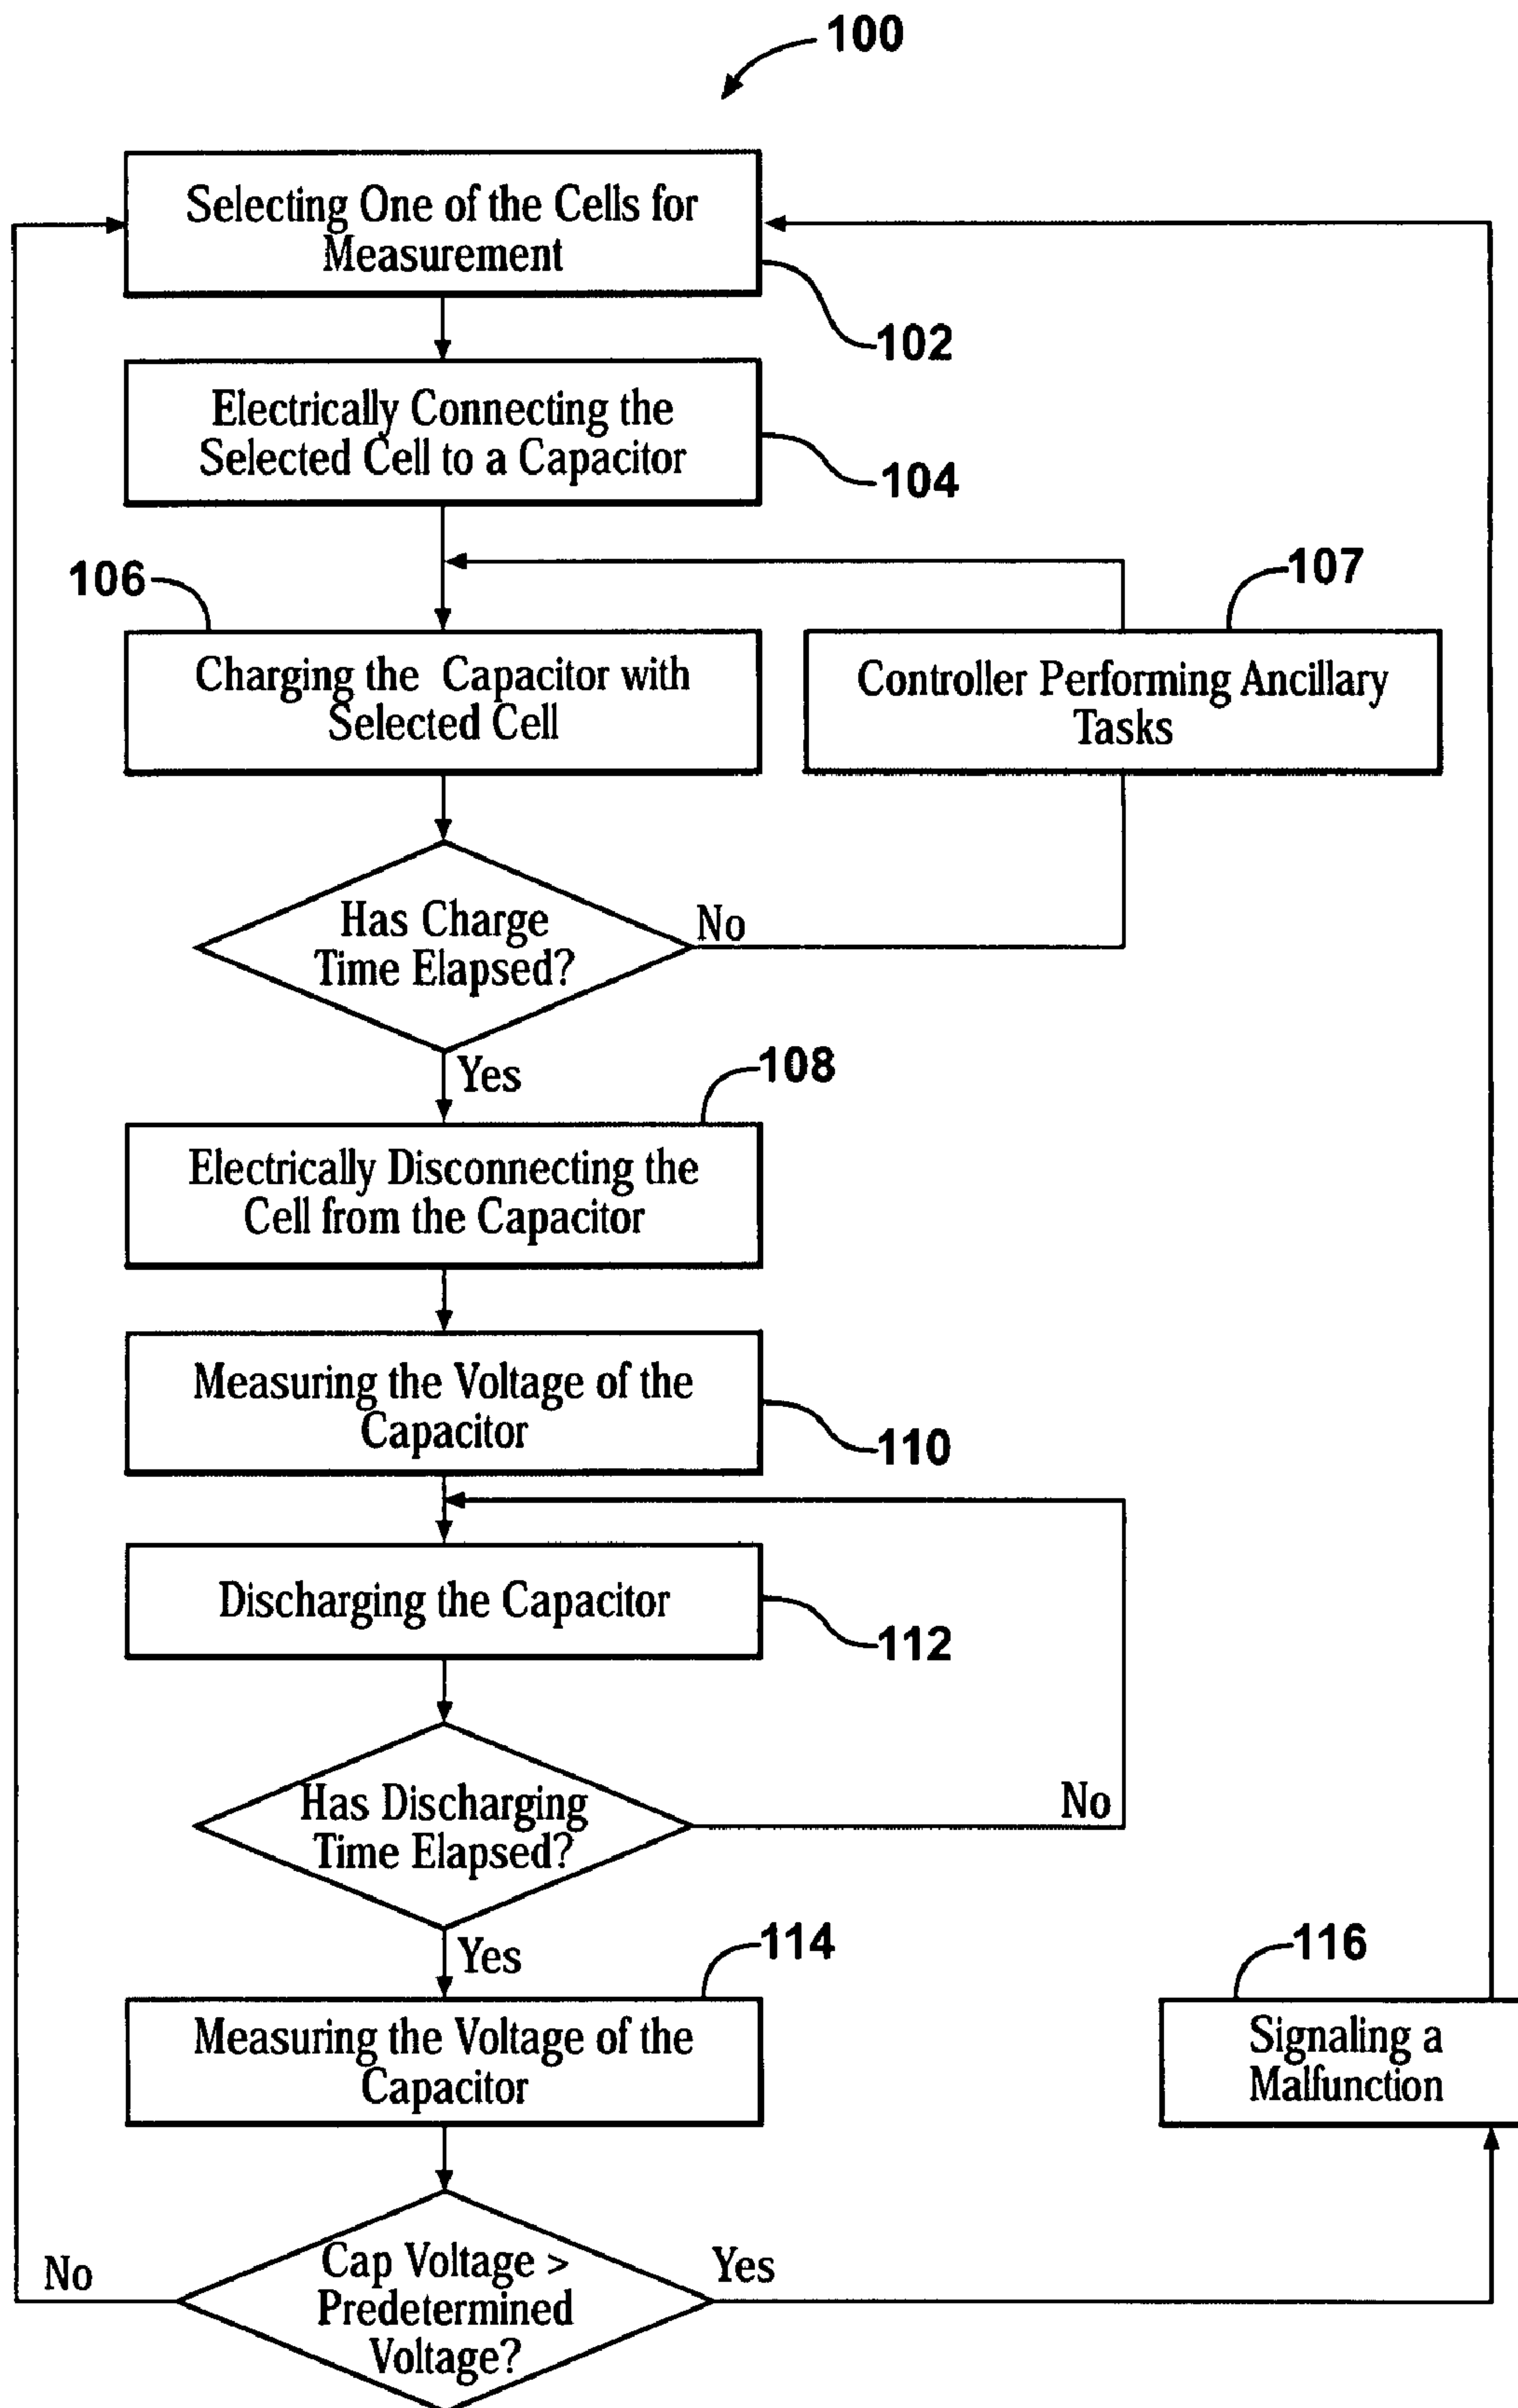 100
Selecting One of the Cells for
Measurement
102
Electrically Connecting the
Selected Cell to a Capacitor
104
106
107
Charging the Capacitor with
Selected Cell
Controller Performing Ancillary
Tasks
Has Charge
Time Elapsed?
No
Yes
108
Electrically Disconnecting the
Cell from the Capacitor
Measuring the Voltage of the
Capacitor
110
Discharging the Capacitor
112
Has Discharging
Time Elapsed?
No
Yes
114
116
Measuring the Voltage of the
Capacitor
Signaling a
Malfunction
Cap Voltage >
Predetermined
Voltage?
No
Yes